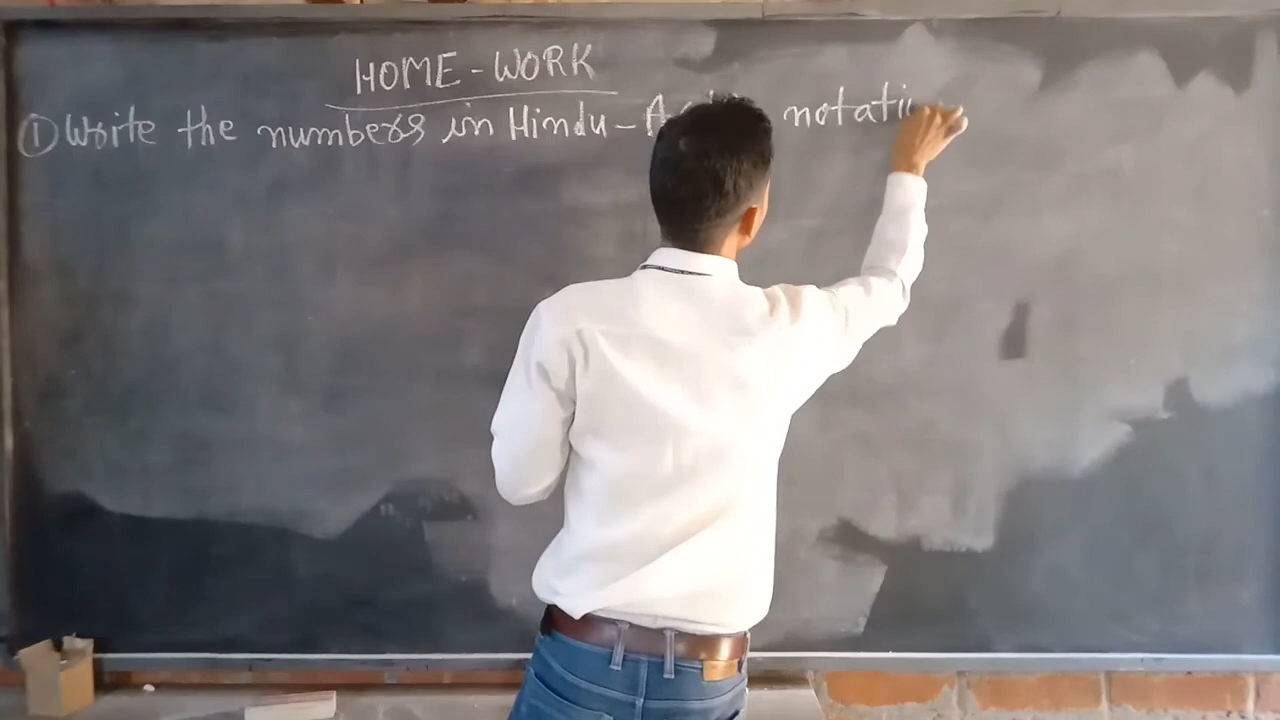 HOME-WORK
① Write the numbers in Hindu- notati